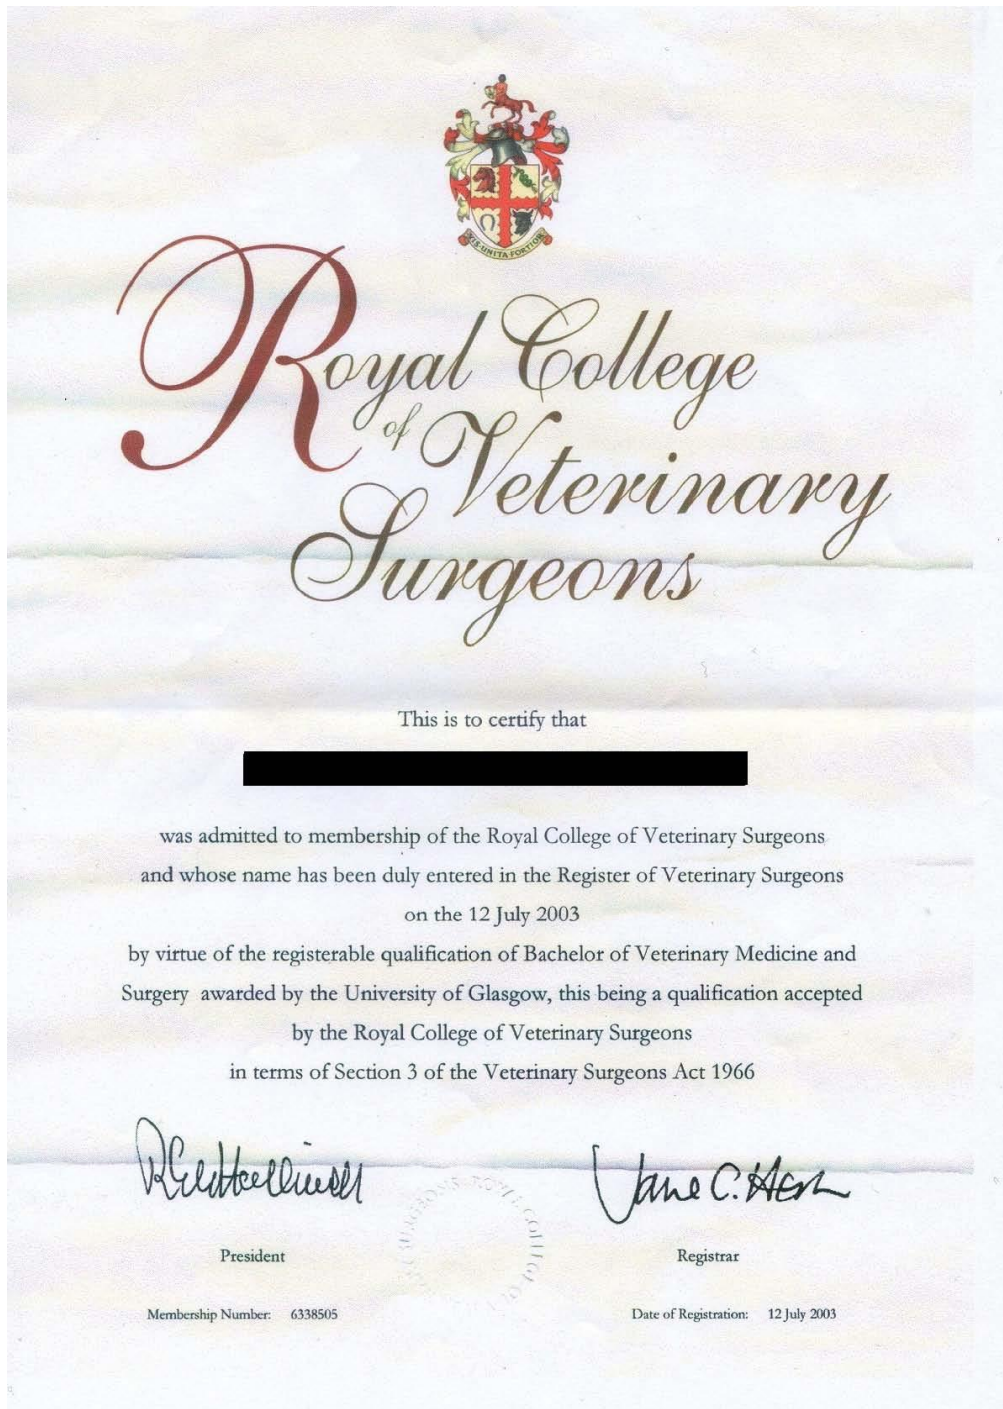 VIS·UNITA·FORTIOR
Royal College
of
Veterinary
Surgeons
This is to certify that
was admitted to membership of the Royal College of Veterinary Surgeons
and whose name has been duly entered in the Register of Veterinary Surgeons
on the 12 July 2003
by virtue of the registerable qualification of Bachelor of Veterinary Medicine and
Surgery awarded by the University of Glasgow, this being a qualification accepted
by the Royal College of Veterinary Surgeons
in terms of Section 3 of the Veterinary Surgeons Act 1966
Jane C. Hern
SURGEONS · ROYAL COLLEGE OF
President
Registrar
Membership Number: 6338505
Date of Registration: 12 July 2003